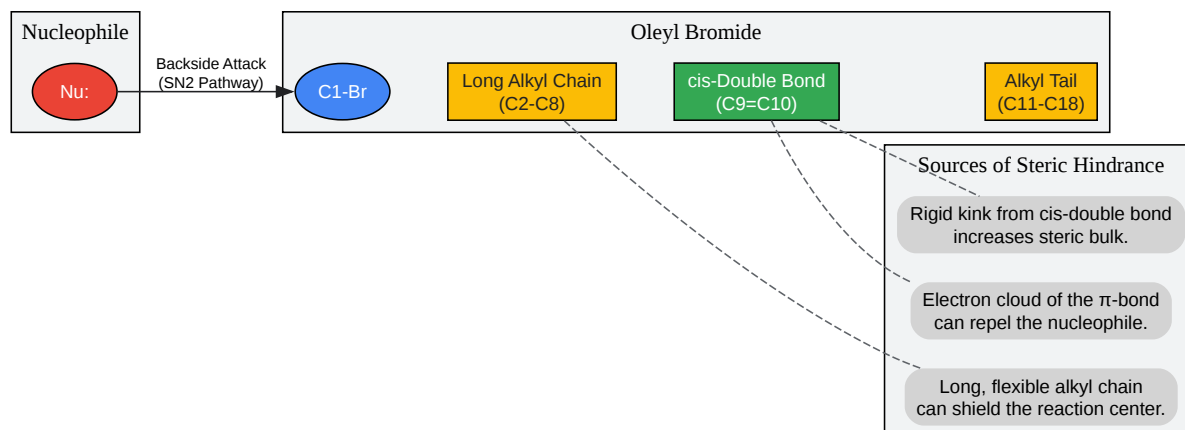 Nucleophile
Nu:
Backside Attack
(SN2 Pathway)
Oleyl Bromide
C1-Br
Long Alkyl Chain
(C2-C8)
cis-Double Bond
(C9=C10)
Alkyl Tail
(C11-C18)
Sources of Steric Hindrance
Rigid kink from cis-double bond
increases steric bulk.
Electron cloud of the π-bond
can repel the nucleophile.
Long, flexible alkyl chain
can shield the reaction center.